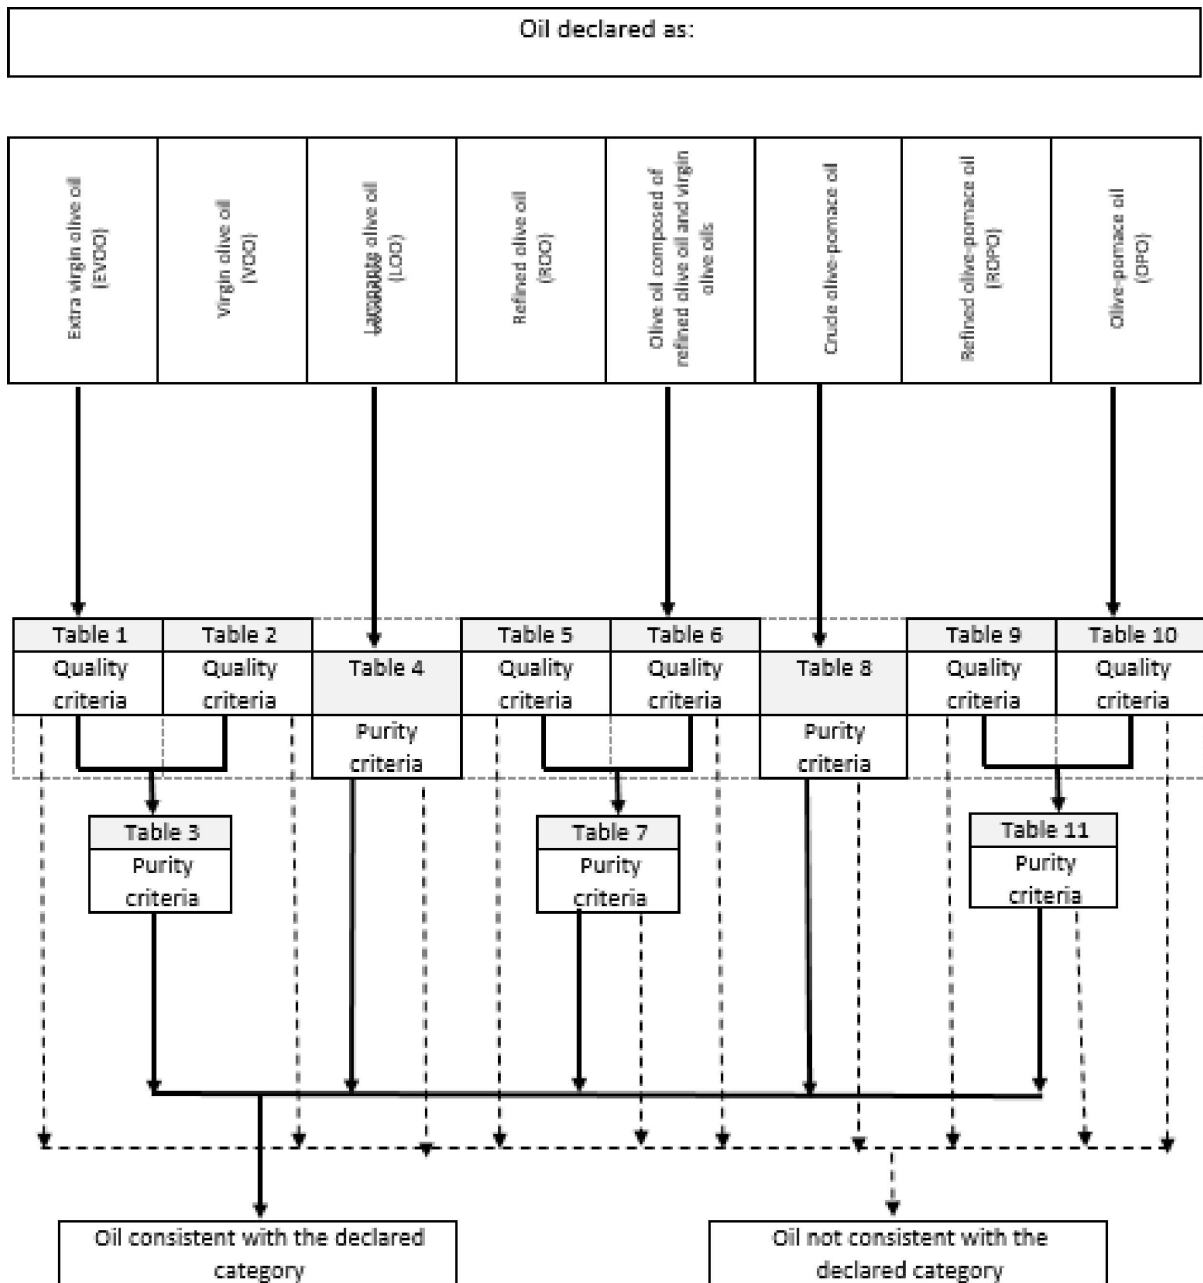 Oil declared as:
Extra virgin olive oil
(EVOO)
Virgin olive oil
(VOO)
Lampante olive oil
(LOO)
Refined olive oil
(ROO)
Olive oil composed of
refined olive oil and virgin
olive oils
Crude olive-pomace oil
Refined olive-pomace oil
(ROPO)
Olive-pomace oil
(OPO)
Table 1
Quality
criteria
Table 2
Quality
criteria
Table 4
Purity
criteria
Table 5
Quality
criteria
Table 6
Quality
criteria
Table 8
Purity
criteria
Table 9
Quality
criteria
Table 10
Quality
criteria
Table 3
Purity
criteria
Table 7
Purity
criteria
Table 11
Purity
criteria
Oil consistent with the declared
category
Oil not consistent with the
declared category